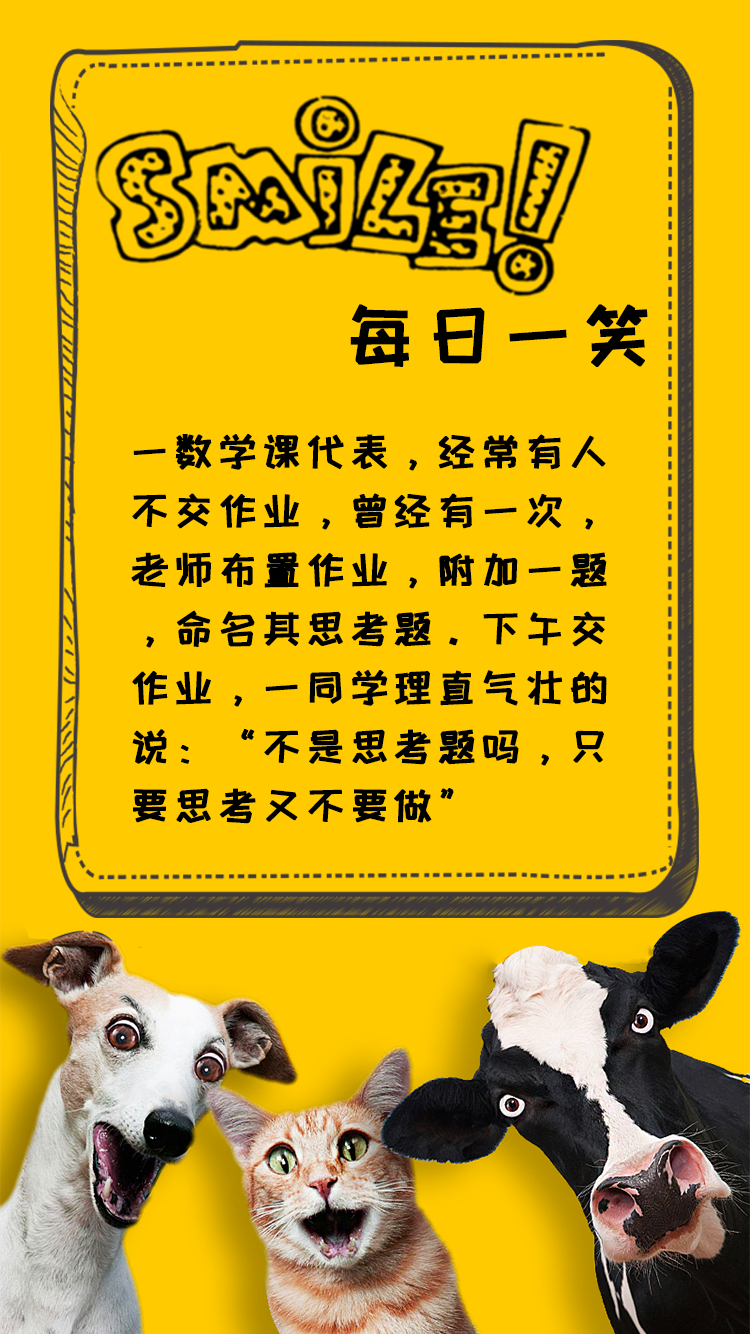 SMiLE!
每日一笑
一数学课代表，经常有人
不交作业，曾经有一次，
老师布置作业，附加一题
，命名其思考题．下午交
作业，一同学理直气壮的
说：“不是思考题吗，只
要思考又不要做”